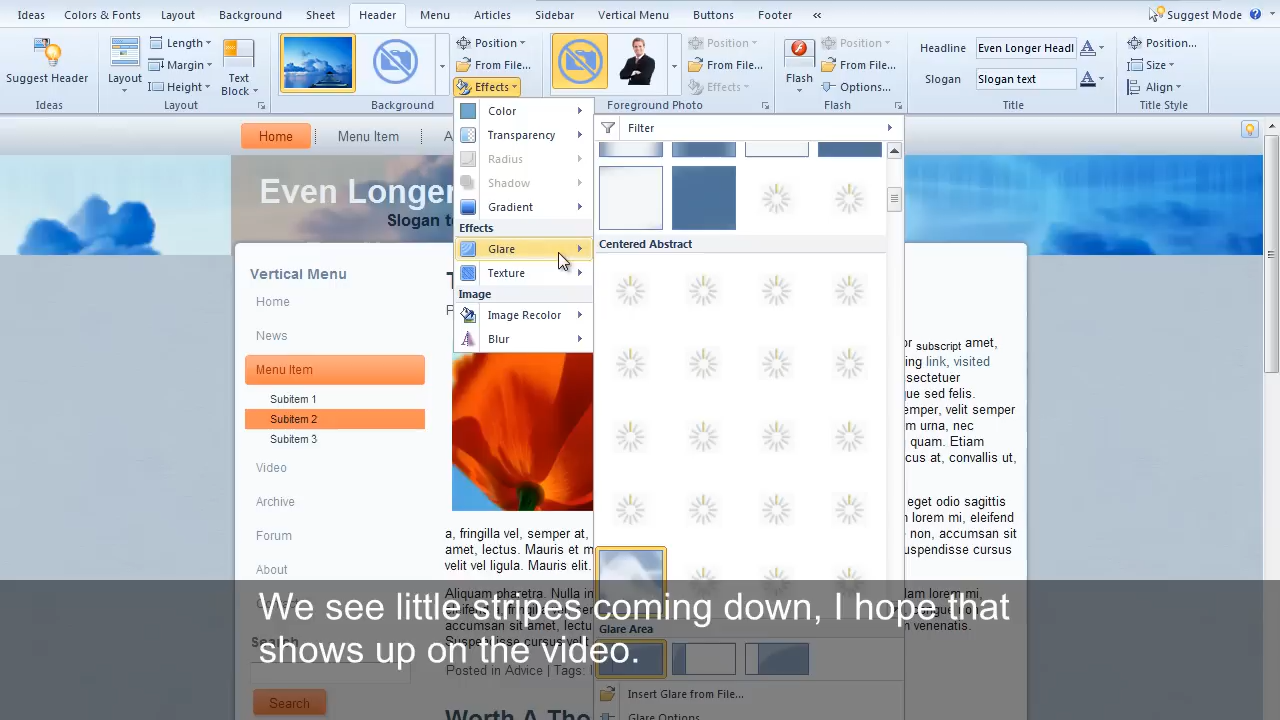 Ideas Colors & Fonts Layout Background Sheet Header Menu Articles Sidebar Vertical Menu Buttons Footer « Suggest Mode
Suggest Header
Ideas
Layout
Length
Margin
Height
Text Block
Layout
Background
Position
From File...
Effects
Position
From File...
Effects
Foreground Photo
Flash
Position
From File...
Options...
Flash
Headline Even Longer Headl
Slogan Slogan text
Title
Position...
Size
Align
Title Style
Home Menu Item A
Even Longer
Slogan te
Color
Transparency
Radius
Shadow
Gradient
Effects
Glare
Texture
Image
Image Recolor
Blur
Filter
Centered Abstract
Glare Area
Insert Glare from File...
Glare Options
Vertical Menu
Home
News
Menu Item
Subitem 1
Subitem 2
Subitem 3
Video
Archive
Forum
About
Search
Search
subscript amet,
link, visited
sectetuer
que sed felis.
emper, velit semper
m urna, nec
quam. Etiam
cus at, convallis ut,
eget odio sagittis
n lorem mi, eleifend
non, accumsan sit
suspendisse cursus
a, fringilla vel, semper at,
amet, lectus. Mauris et m
velit vel ligula. Mauris elit.
Aliquam pharetra. Nulla in
Posted in Advice | Tags:
Worth A Tho
We see little stripes coming down, I hope that
shows up on the video.